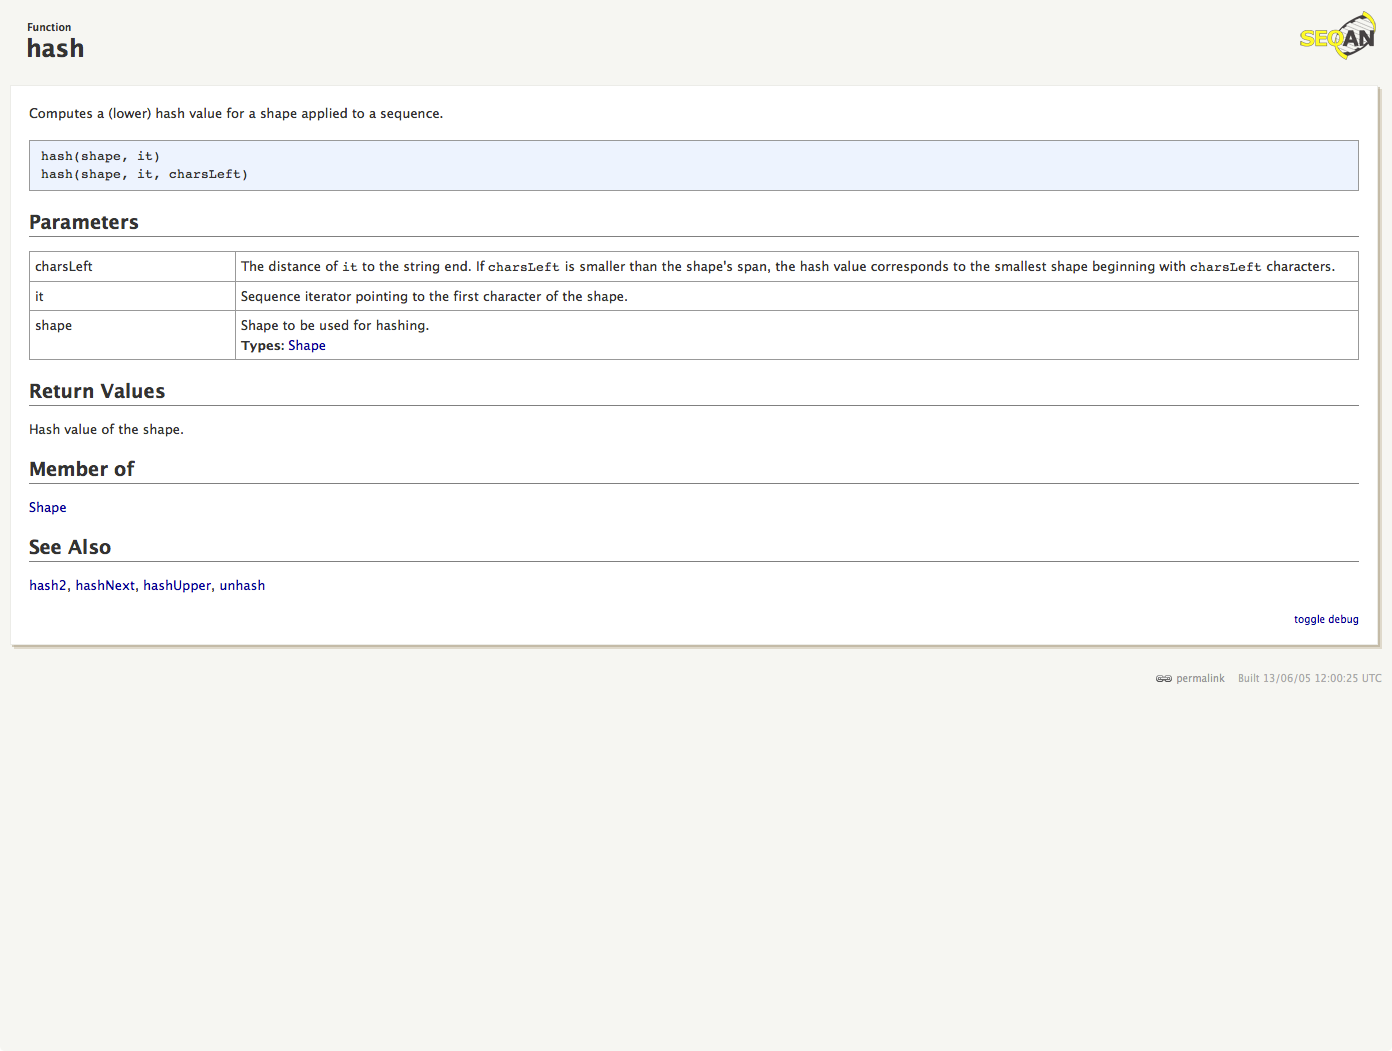 Function
hash
SEQAN
Computes a (lower) hash value for a shape applied to a sequence.
hash(shape, it)
hash(shape, it, charsLeft)
Parameters
charsLeft The distance of it to the string end. If charsLeft is smaller than the shape's span, the hash value corresponds to the smallest shape beginning with charsLeft characters.
it Sequence iterator pointing to the first character of the shape.
shape Shape to be used for hashing.
Types: Shape
Return Values
Hash value of the shape.
Member of
Shape
See Also
hash2, hashNext, hashUpper, unhash
toggle debug
permalink Built 13/06/05 12:00:25 UTC